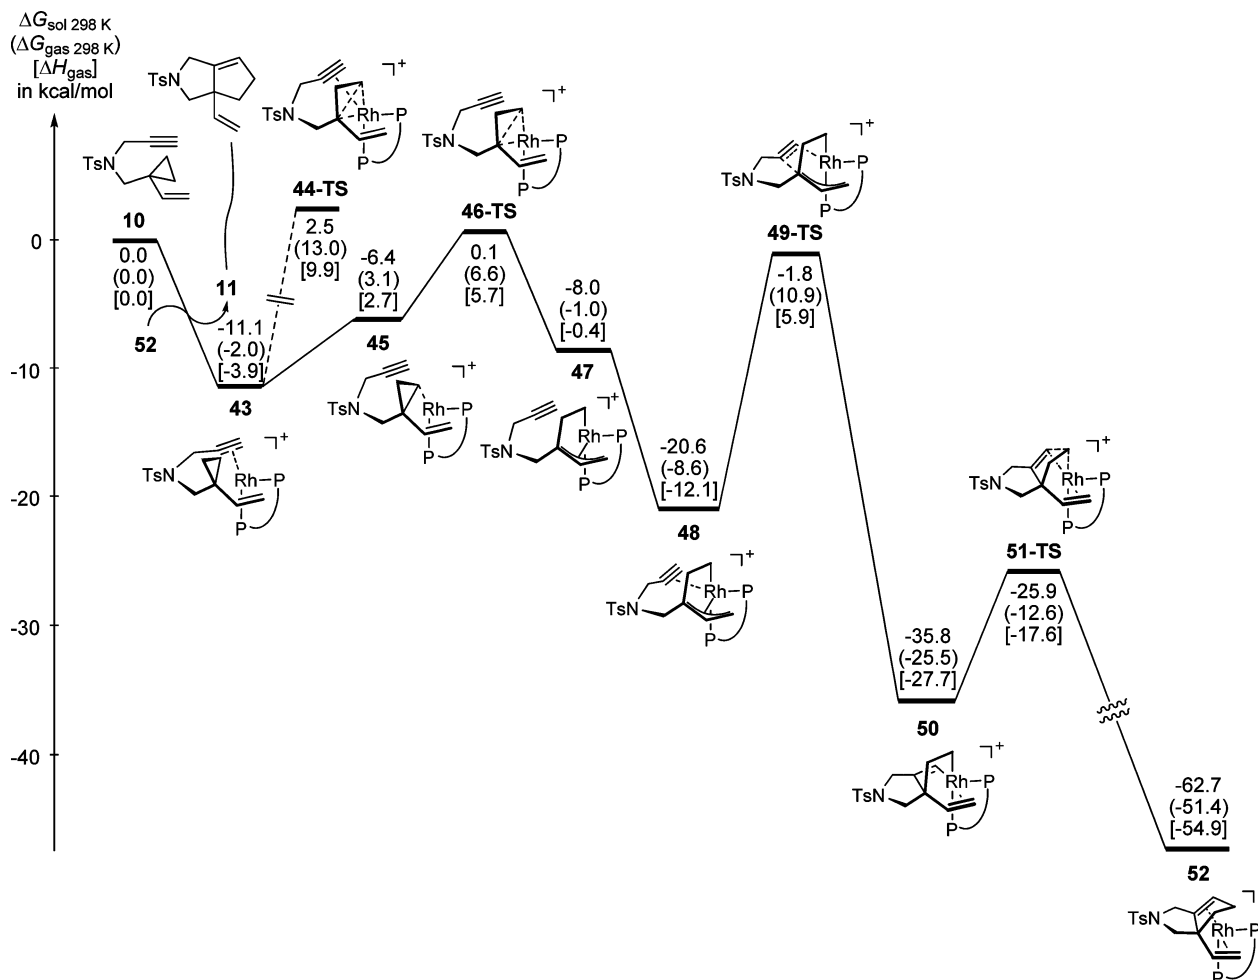 ΔGsol 298 K
(ΔGgas 298 K)
[ΔHgas]
in kcal/mol
0
-10
-20
-30
-40
TsN
10
0.0
(0.0)
[0.0]
52
TsN
11
-11.1
(-2.0)
[-3.9]
43
TsN
Rh
P
P
⁊+
TsN
Rh
P
P
⁊+
44-TS
2.5
(13.0)
[9.9]
-6.4
(3.1)
[2.7]
45
TsN
Rh
P
P
⁊+
TsN
Rh
P
P
⁊+
46-TS
0.1
(6.6)
[5.7]
-8.0
(-1.0)
[-0.4]
47
TsN
Rh
P
P
⁊+
-20.6
(-8.6)
[-12.1]
48
TsN
Rh
P
P
⁊+
TsN
Rh
P
P
⁊+
49-TS
-1.8
(10.9)
[5.9]
-35.8
(-25.5)
[-27.7]
50
TsN
Rh
P
P
⁊+
TsN
Rh
P
P
⁊+
51-TS
-25.9
(-12.6)
[-17.6]
-62.7
(-51.4)
[-54.9]
52
TsN
Rh
P
P